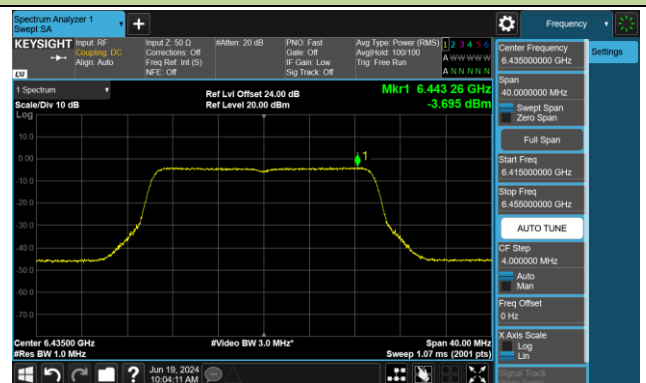 Spectrum Analyzer 1
Swept SA
Frequency
KEYSIGHT
Input: RF
Coupling: DC
Align: Auto
Input Z: 50 Ω
Corrections: Off
Freq Ref: Int (S)
NFE: Off
#Atten: 20 dB
PNO: Fast
Gate: Off
IF Gain: Low
Sig Track: Off
Avg Type: Power (RMS)
Avg|Hold: 100/100
Trig: Free Run
1 2 3 4 5 6
A W W W W W
A N N N N N
LXI
1 Spectrum
Scale/Div 10 dB
Log
Ref Lvl Offset 24.00 dB
Ref Level 20.00 dBm
Mkr1 6.443 26 GHz
-3.695 dBm
10.0
0.00
-10.0
-20.0
-30.0
-40.0
-50.0
-60.0
-70.0
1
Center 6.43500 GHz
#Res BW 1.0 MHz
#Video BW 3.0 MHz*
Span 40.00 MHz
Sweep 1.07 ms (2001 pts)
Jun 19, 2024
10:04:11 AM
Center Frequency
6.435000000 GHz
Settings
Span
40.0000000 MHz
Swept Span
Zero Span
Full Span
Start Freq
6.415000000 GHz
Stop Freq
6.455000000 GHz
AUTO TUNE
CF Step
4.000000 MHz
Auto
Man
Freq Offset
0 Hz
X Axis Scale
Log
Lin
Signal Track